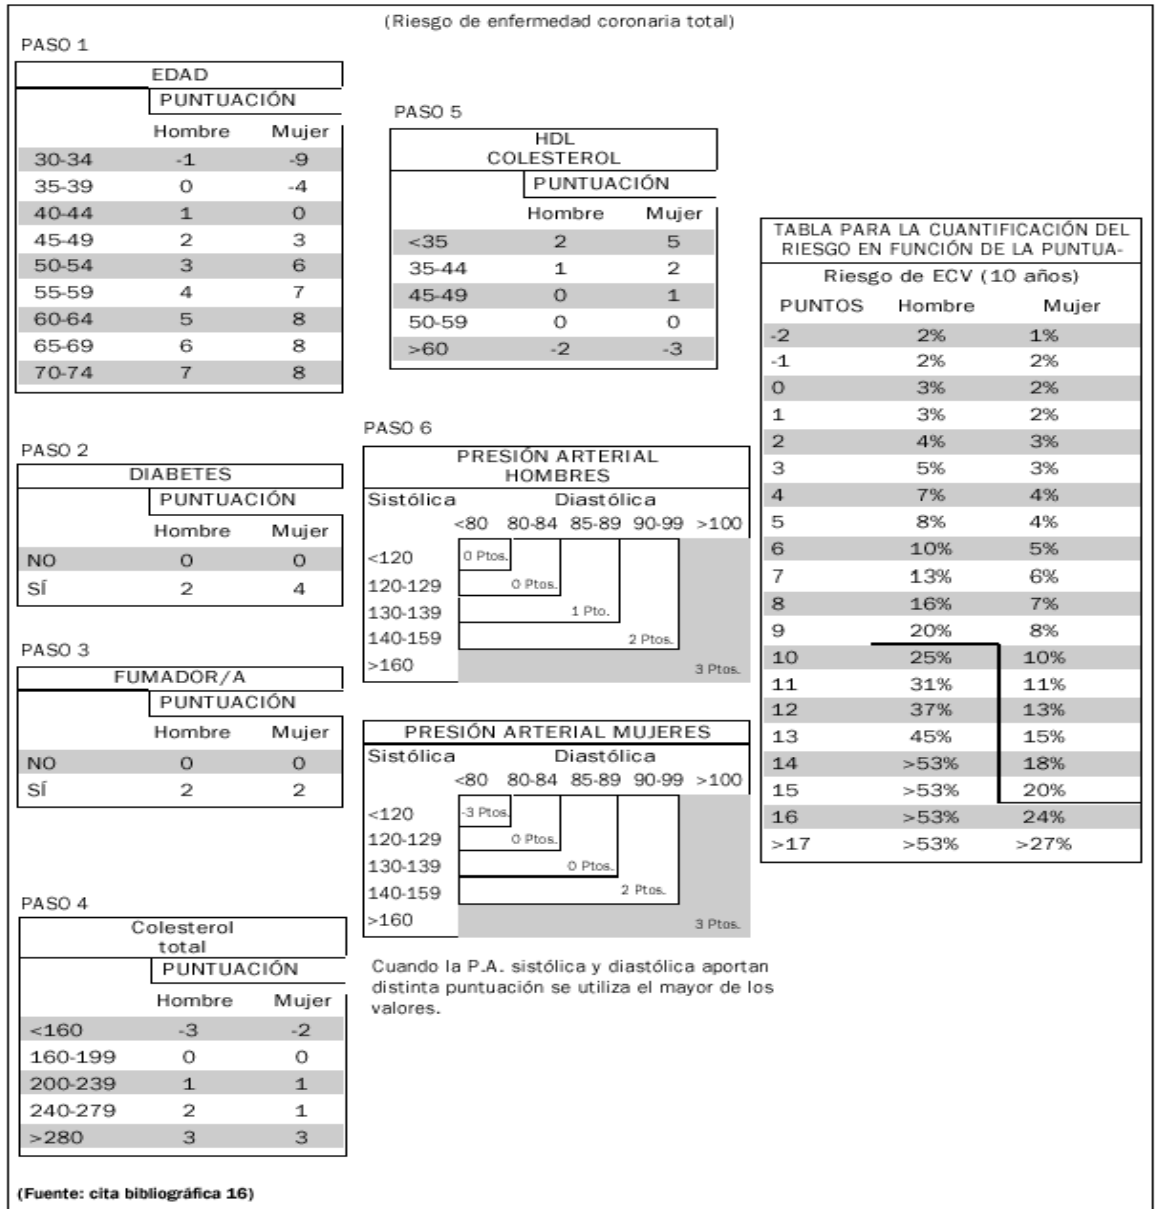 (Riesgo de enfermedad coronaria total)
PASO 1
EDAD
PUNTUACIÓN
Hombre Mujer
30-34 -1 -9
35-39 0 -4
40-44 1 0
45-49 2 3
50-54 3 6
55-59 4 7
60-64 5 8
65-69 6 8
70-74 7 8
PASO 2
DIABETES
PUNTUACIÓN
Hombre Mujer
NO 0 0
SÍ 2 4
PASO 3
FUMADOR/A
PUNTUACIÓN
Hombre Mujer
NO 0 0
SÍ 2 2
PASO 4
Colesterol
total
PUNTUACIÓN
Hombre Mujer
<160 -3 -2
160-199 0 0
200-239 1 1
240-279 2 1
>280 3 3
(Fuente: cita bibliográfica 16)
PASO 5
HDL
COLESTEROL
PUNTUACIÓN
Hombre Mujer
<35 2 5
35-44 1 2
45-49 0 1
50-59 0 0
>60 -2 -3
PASO 6
PRESIÓN ARTERIAL
HOMBRES
Sistólica Diastólica
<80 80-84 85-89 90-99 >100
<120 0 Ptos.
120-129 0 Ptos.
130-139 1 Pto.
140-159 2 Ptos.
>160 3 Ptos.
PRESIÓN ARTERIAL MUJERES
Sistólica Diastólica
<80 80-84 85-89 90-99 >100
<120 -3 Ptos.
120-129 0 Ptos.
130-139 0 Ptos.
140-159 2 Ptos.
>160 3 Ptos.
Cuando la P.A. sistólica y diastólica aportan
distinta puntuación se utiliza el mayor de los
valores.
TABLA PARA LA CUANTIFICACIÓN DEL
RIESGO EN FUNCIÓN DE LA PUNTUA-
Riesgo de ECV (10 años)
PUNTOS Hombre Mujer
-2 2% 1%
-1 2% 2%
0 3% 2%
1 3% 2%
2 4% 3%
3 5% 3%
4 7% 4%
5 8% 4%
6 10% 5%
7 13% 6%
8 16% 7%
9 20% 8%
10 25% 10%
11 31% 11%
12 37% 13%
13 45% 15%
14 >53% 18%
15 >53% 20%
16 >53% 24%
>17 >53% >27%